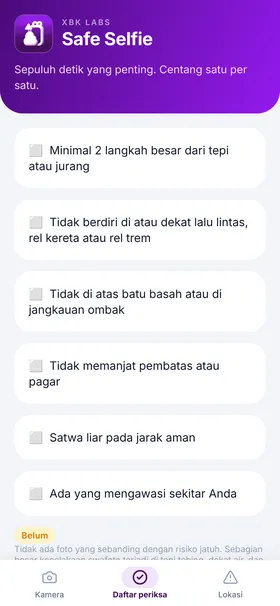 XBK LABS
Safe Selfie
Sepuluh detik yang penting. Centang satu per
satu.
Minimal 2 langkah besar dari tepi
atau jurang
Tidak berdiri di atau dekat lalu lintas,
rel kereta atau rel trem
Tidak di atas batu basah atau di
jangkauan ombak
Tidak memanjat pembatas atau
pagar
Satwa liar pada jarak aman
Ada yang mengawasi sekitar Anda
Belum
Tidak ada foto yang sebanding dengan risiko jatuh. Sebagian
Kamera
Daftar periksa
Lokasi